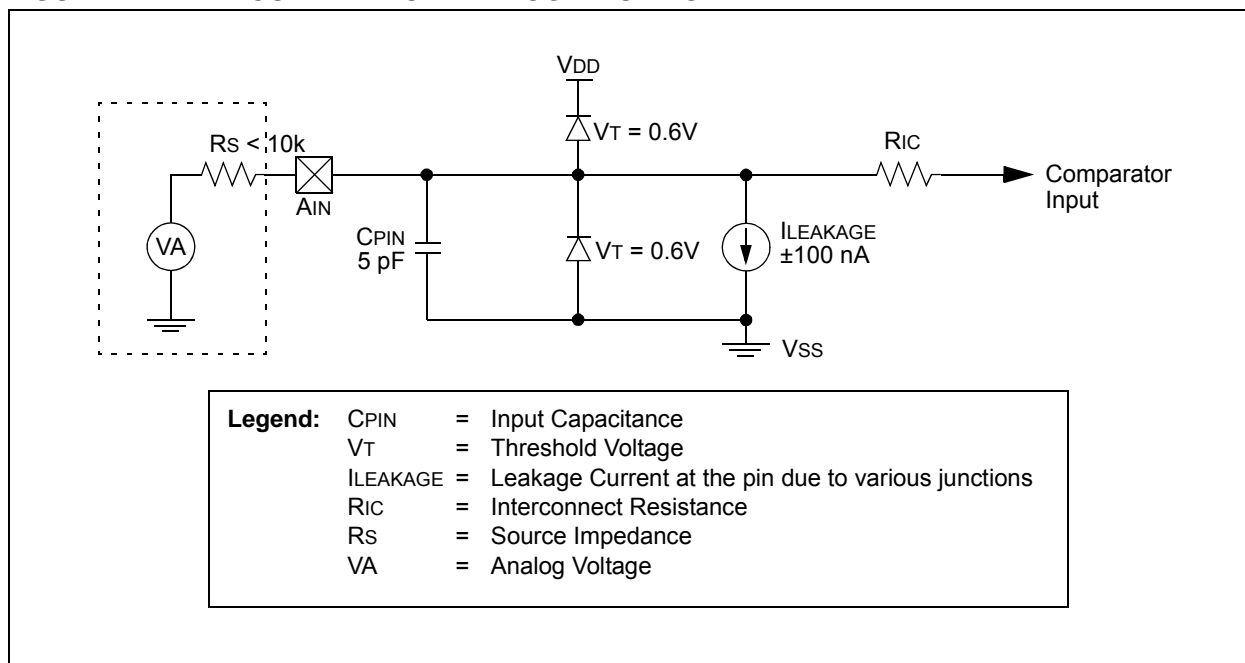 VDD
VT = 0.6V
RS < 10k
RIC
AIN
Comparator
Input
CPIN
5 pF
VA
VT = 0.6V
ILEAKAGE
±100 nA
VSS
Legend: CPIN = Input Capacitance
VT = Threshold Voltage
ILEAKAGE = Leakage Current at the pin due to various junctions
RIC = Interconnect Resistance
RS = Source Impedance
VA = Analog Voltage